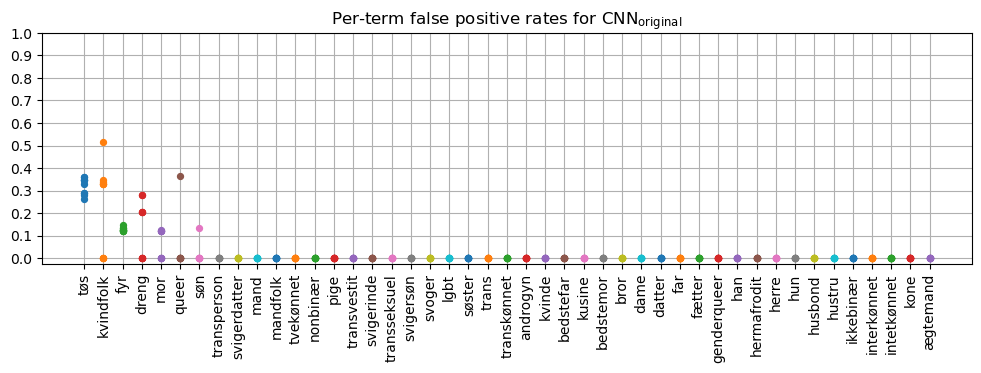 Per-term false positive rates for CNN_original
1.0
0.9
0.8
0.7
0.6
0.5
0.4
0.3
0.2
0.1
0.0
tøs
kvindfolk
fyr
dreng
mor
queer
søn
transperson
svigerdatter
mand
mandfolk
tvekønnet
nonbinær
pige
transvestit
svigerinde
transseksuel
svigersøn
svoger
lgbt
søster
trans
transkønnet
androgyn
kvinde
bedstefar
kusine
bedstemor
bror
dame
datter
far
fætter
genderqueer
han
hermafrodit
herre
hun
husbond
hustru
ikkebinær
interkønnet
intetkønnet
kone
ægtemand